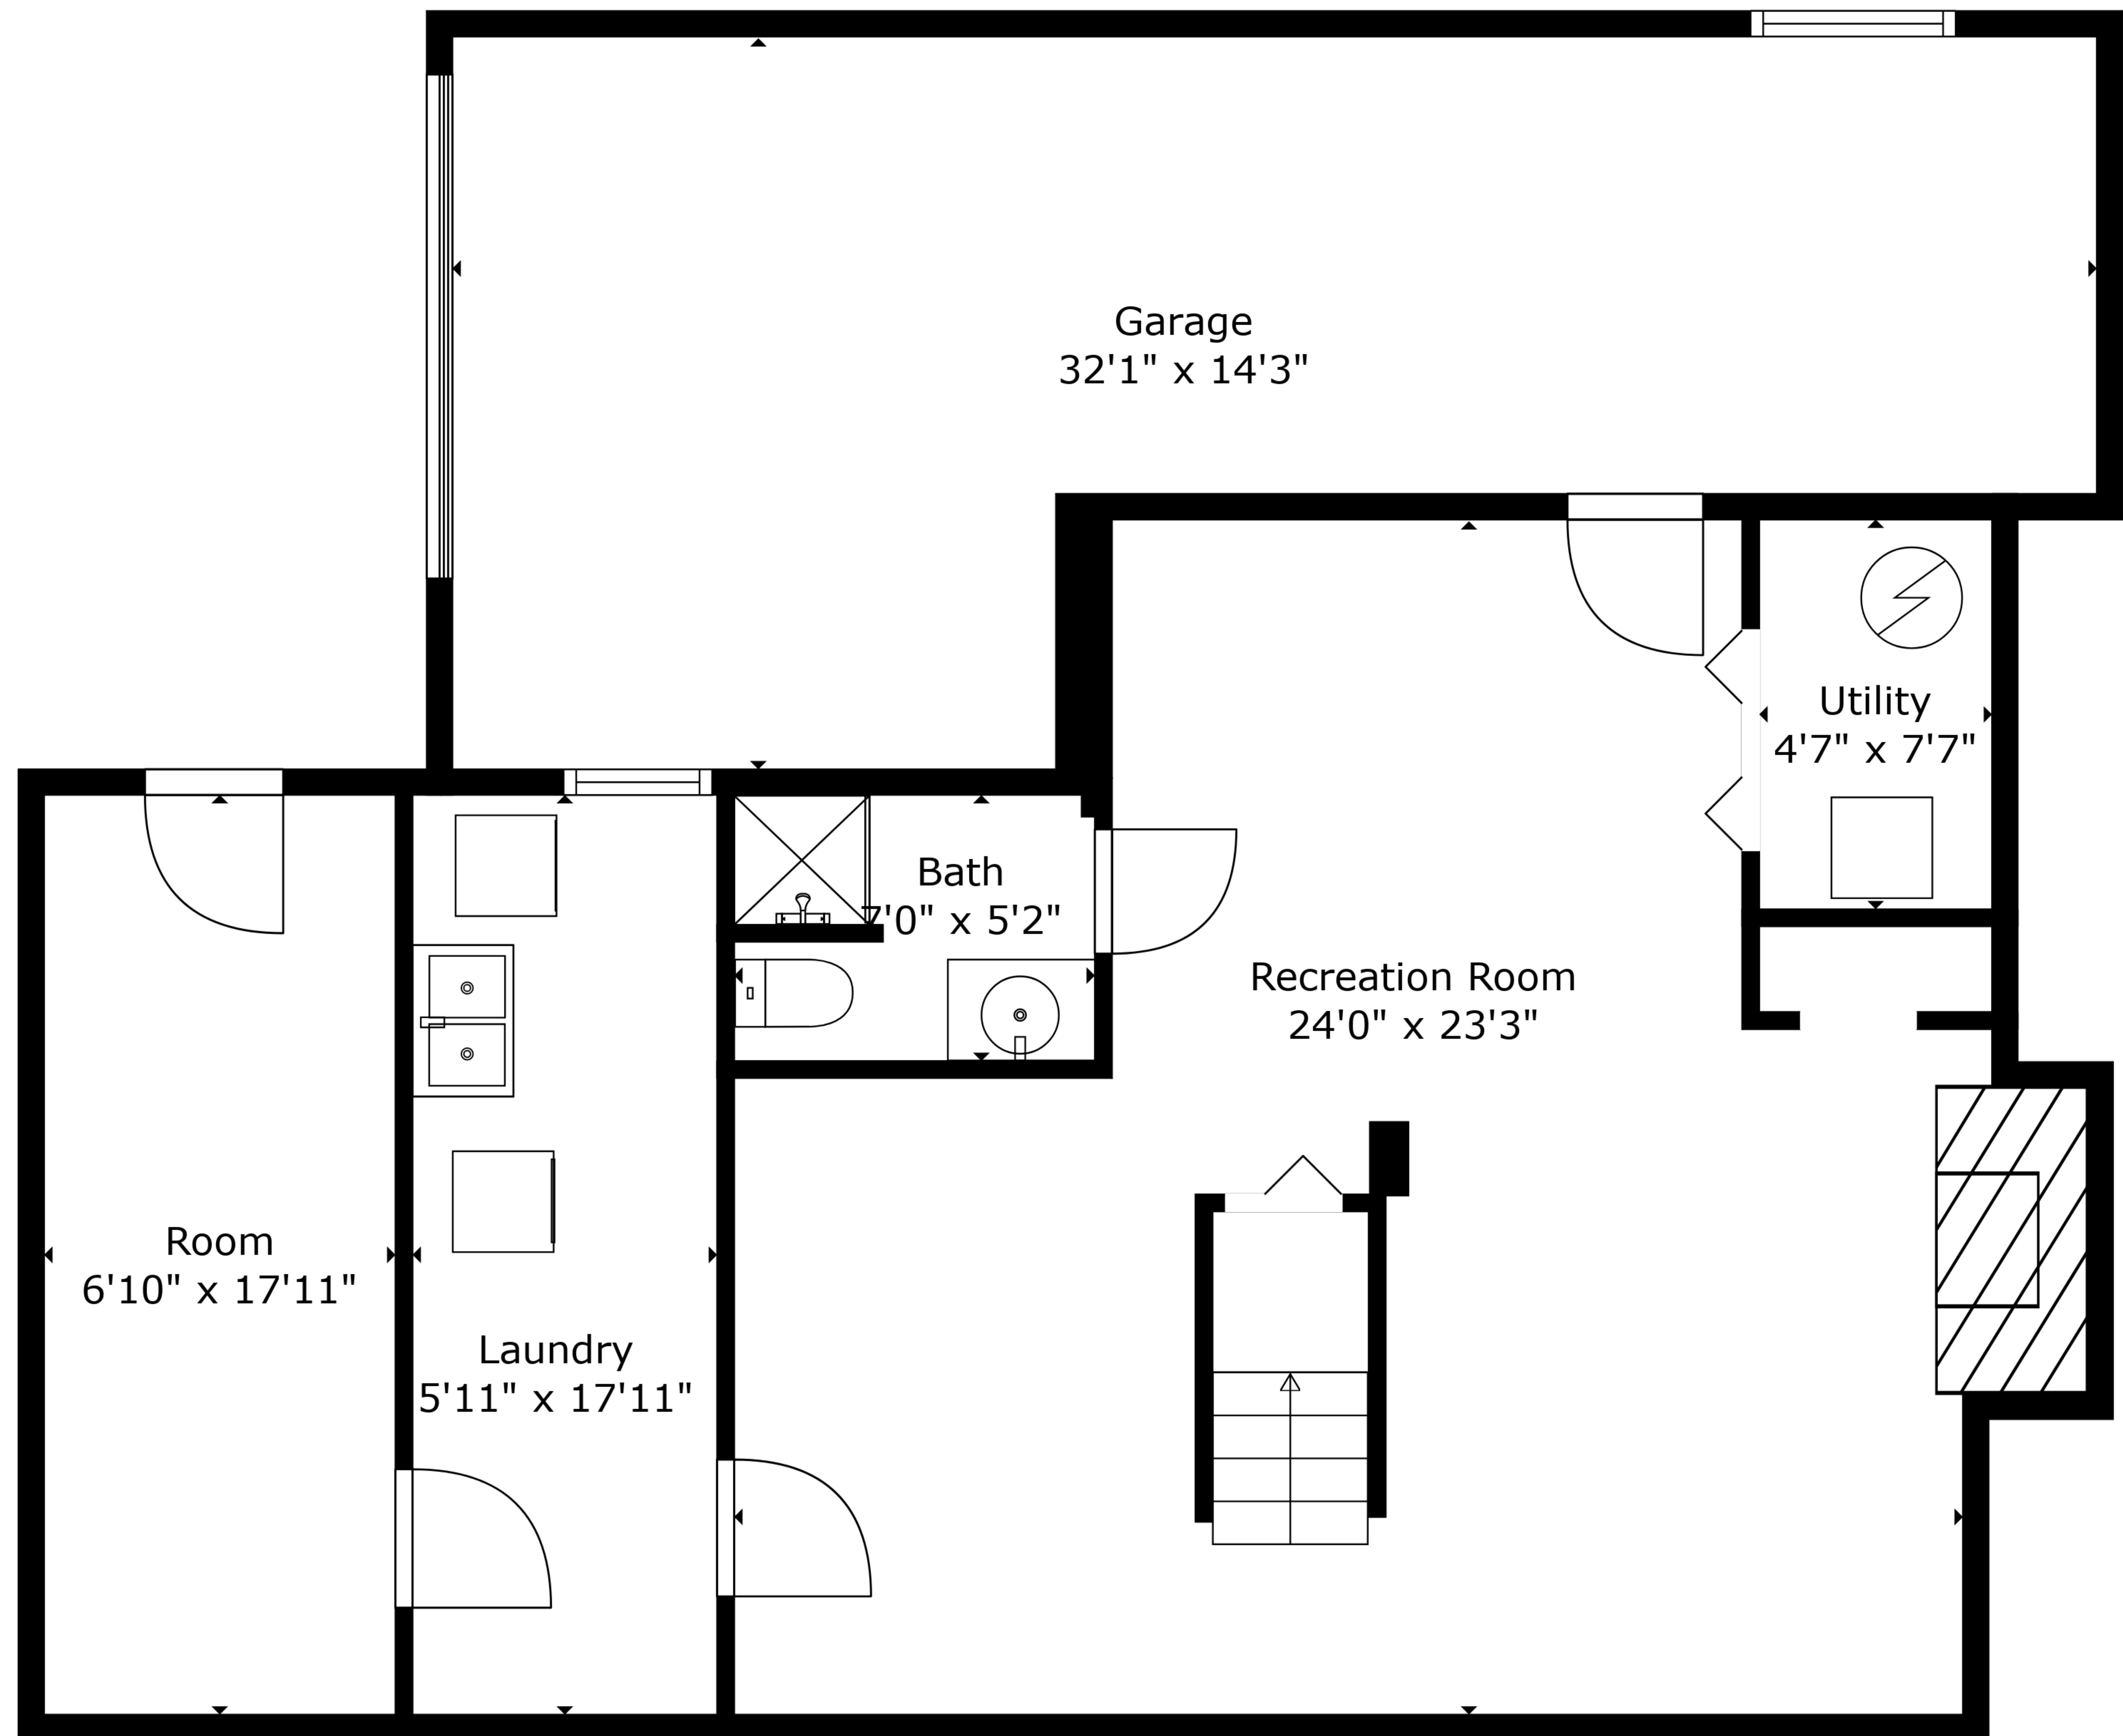 Garage
32'1" x 14'3"
Utility
4'7" x 7'7"
Bath
7'0" x 5'2"
Recreation Room
24'0" x 23'3"
Room
6'10" x 17'11"
Laundry
5'11" x 17'11"